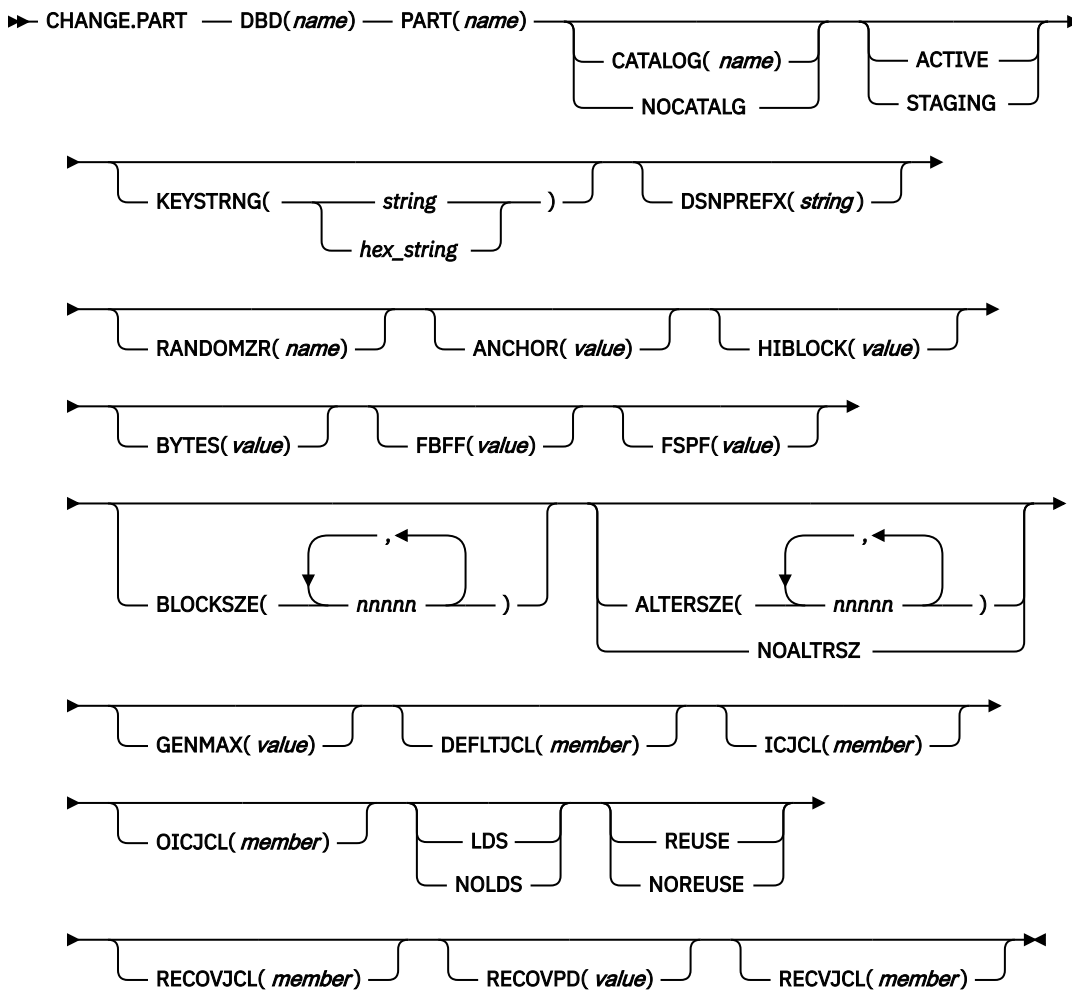 CHANGE.PART DBD(name) PART(name)
CATALOG( name) ACTIVE
NOCATALG STAGING
KEYSTRNG( string ) DSNPREFX( string)
hex_string
RANDOMZR( name) ANCHOR( value) HIBLOCK( value)
BYTES( value) FBFF(value) FSPF(value)
, ,
BLOCKSZE( nnnnn ) ALTERSZE( nnnnn )
NOALTRSZ
GENMAX( value) DEFLTJCL( member) ICJCL(member)
OICJCL( member) LDS REUSE
NOLDS NOREUSE
RECOVJCL( member) RECOVPD( value) RECVJCL( member)